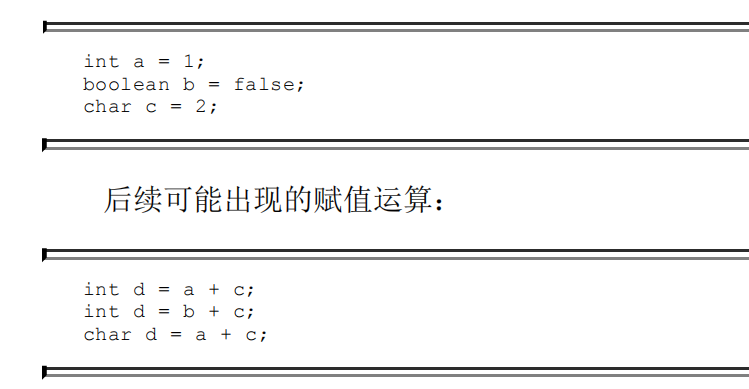 int a = 1;
boolean b = false;
char c = 2;
后续可能出现的赋值运算：
int d = a + c;
int d = b + c;
char d = a + c;